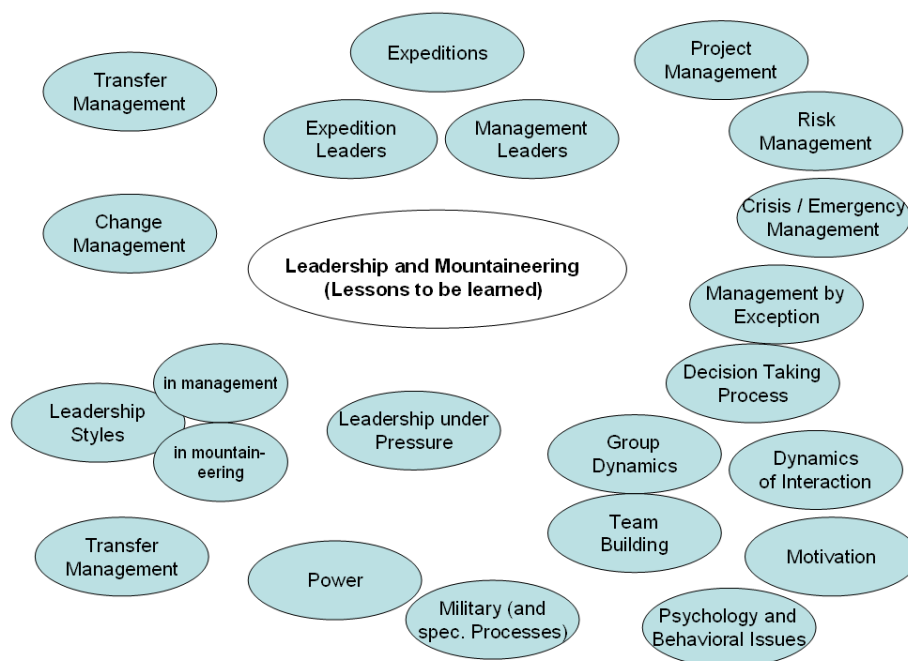 Expeditions
Project
Management
Transfer
Management
Expedition
Leaders
Management
Leaders
Risk
Management
Change
Management
Crisis / Emergency
Management
Leadership and Mountaineering
(Lessons to be learned)
Management by
Exception
in management
Decision Taking
Process
Leadership
Styles
Leadership under
Pressure
in mountain-
eering
Group
Dynamics
Dynamics
of Interaction
Team
Building
Transfer
Management
Motivation
Power
Military (and
spec. Processes)
Psychology and
Behavioral Issues